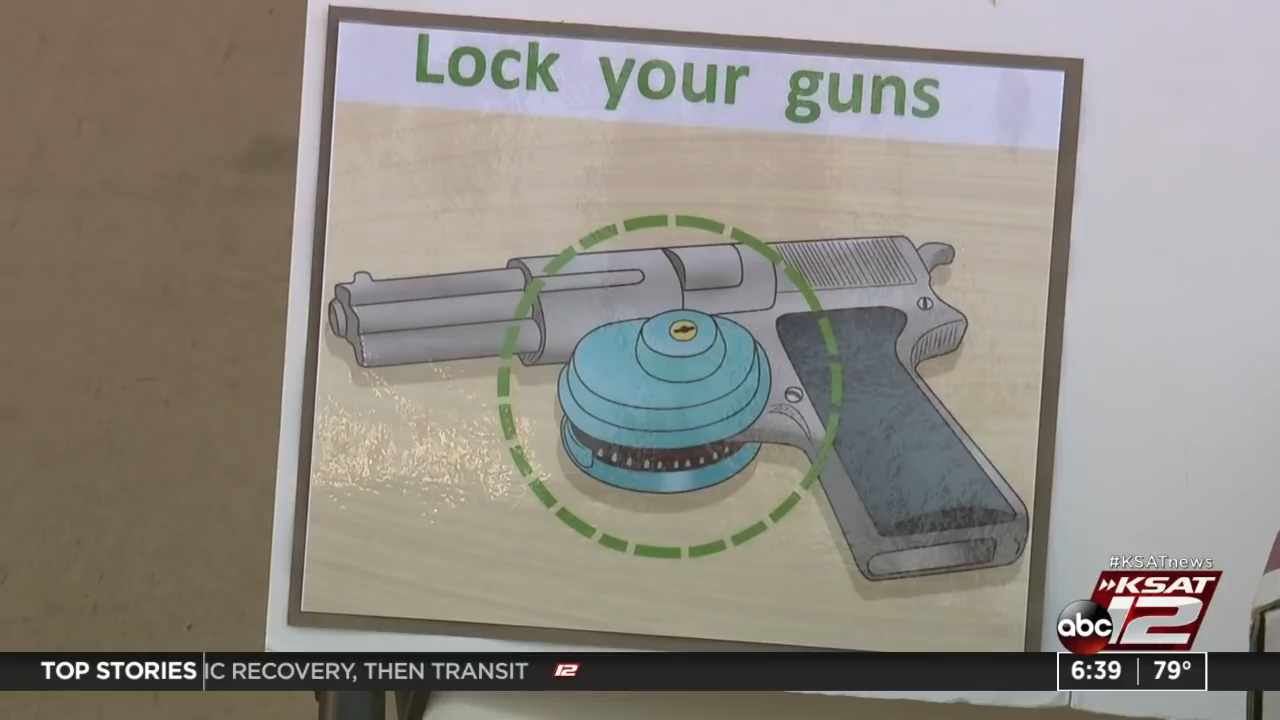 Lock your guns
#KSATnews
KSAT
abc 12
TOP STORIES IC RECOVERY, THEN TRANSIT 12
6:39 79°